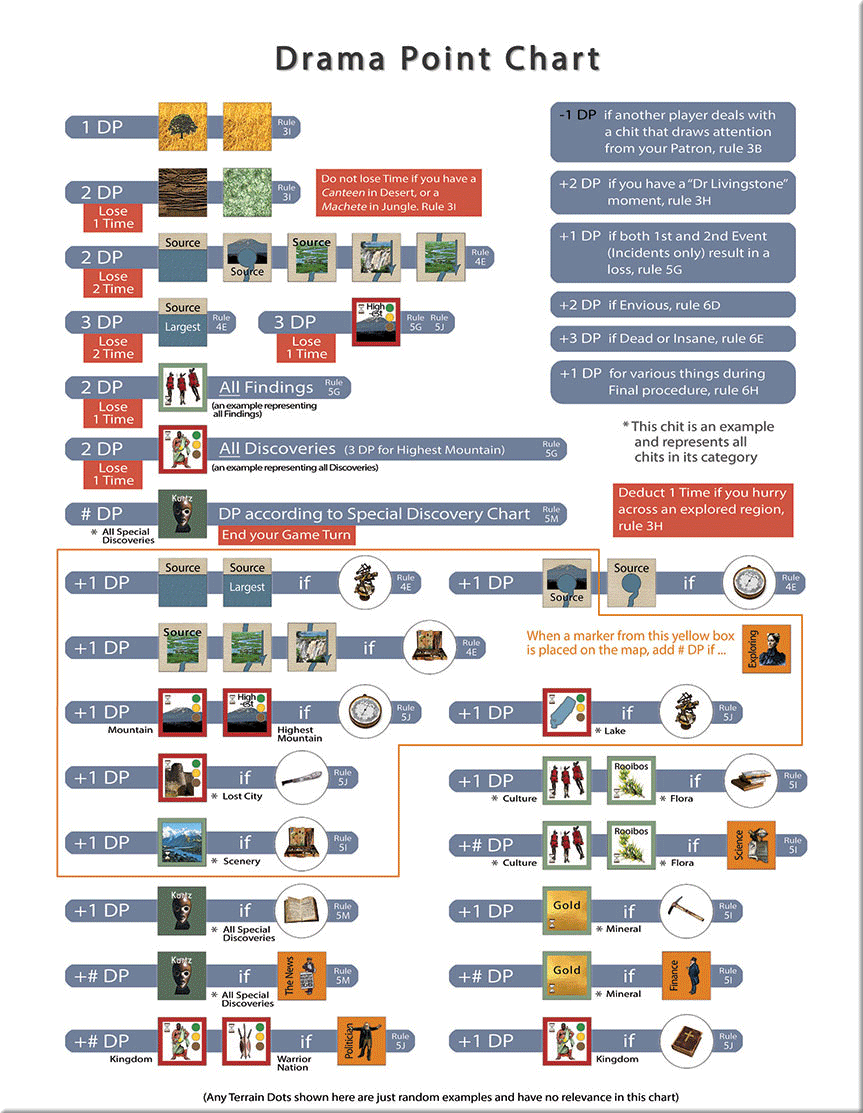 Drama Point Chart
1 DP
Rule
3I
-1 DP if another player deals with
a chit that draws attention
from your Patron, rule 3B
2 DP
Lose
1 Time
Rule
3I
Do not lose Time if you have a
Canteen in Desert, or a
Machete in Jungle. Rule 3I
+2 DP if you have a “Dr Livingstone”
moment, rule 3H
2 DP
Lose
2 Time
Source
Source
Source
Rule
4E
+1 DP if both 1st and 2nd Event
(Incidents only) result in a
loss, rule 5G
3 DP
Lose
2 Time
Source
Largest
Rule
4E
3 DP
Lose
1 Time
High
-est
Rule
5G
Rule
5J
+2 DP if Envious, rule 6D
+3 DP if Dead or Insane, rule 6E
2 DP
Lose
1 Time
All Findings
(an example representing
all Findings)
Rule
5G
+1 DP for various things during
Final procedure, rule 6H
2 DP
Lose
1 Time
All Discoveries (3 DP for Highest Mountain)
(an example representing all Discoveries)
Rule
5G
* This chit is an example
and represents all
chits in its category
# DP
* All Special
Discoveries
Kurtz
DP according to Special Discovery Chart
End your Game Turn
Rule
5M
Deduct 1 Time if you hurry
across an explored region,
rule 3H
+1 DP
Source
Source
Largest
if
Rule
4E
+1 DP
Source
Source
if
Rule
4E
+1 DP
Source
if
Rule
4E
When a marker from this yellow box
is placed on the map, add # DP if ...
Exploring
+1 DP
Mountain
High
-est
Highest
Mountain
if
Rule
5J
+1 DP
* Lake
if
Rule
5J
+1 DP
* Lost City
if
Rule
5J
+1 DP
* Culture
Rooibos
* Flora
if
Rule
5I
+1 DP
* Scenery
if
Rule
5I
+# DP
* Culture
Rooibos
* Flora
if
Science
Rule
5I
+1 DP
Kurtz
* All Special
Discoveries
if
Rule
5M
+1 DP
Gold
* Mineral
if
Rule
5I
+# DP
Kurtz
* All Special
Discoveries
if
The News
Rule
5M
+# DP
Gold
* Mineral
if
Finance
Rule
5I
+# DP
Kingdom
Warrior
Nation
if
Politician
Rule
5J
+1 DP
Kingdom
if
Rule
5J
(Any Terrain Dots shown here are just random examples and have no relevance in this chart)